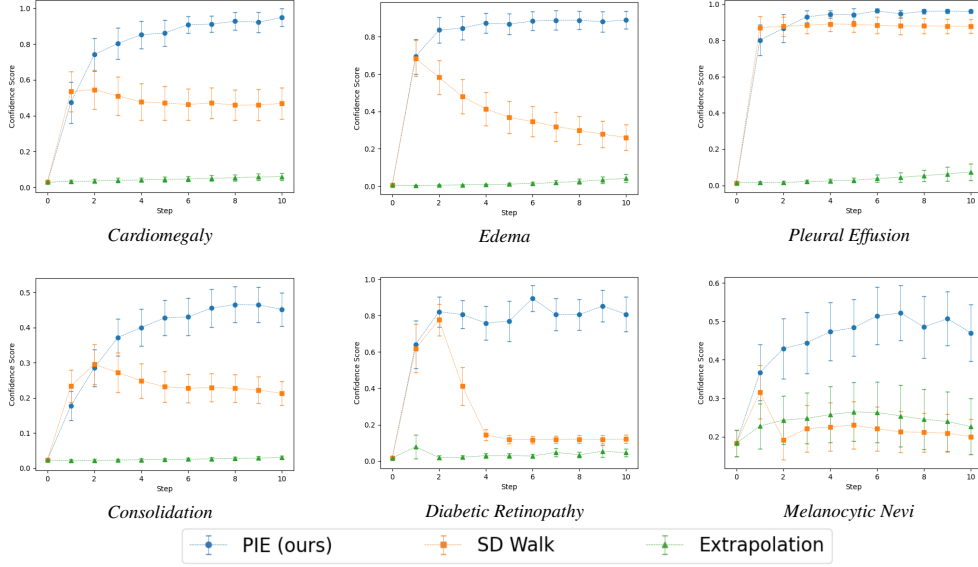 Confidence Score
1.0
0.8
0.6
0.4
0.2
0.0
0 2 4 6 8 10
Step
Cardiomegaly
Confidence Score
0.8
0.6
0.4
0.2
0.0
0 2 4 6 8 10
Step
Edema
Confidence Score
1.0
0.8
0.6
0.4
0.2
0.0
0 2 4 6 8 10
Step
Pleural Effusion
Confidence Score
0.5
0.4
0.3
0.2
0.1
0.0
0 2 4 6 8 10
Step
Consolidation
Confidence Score
1.0
0.8
0.6
0.4
0.2
0.0
0 2 4 6 8 10
Step
Diabetic Retinopathy
Confidence Score
0.6
0.5
0.4
0.3
0.2
0 2 4 6 8 10
Step
Melanocytic Nevi
PIE (ours) SD Walk Extrapolation